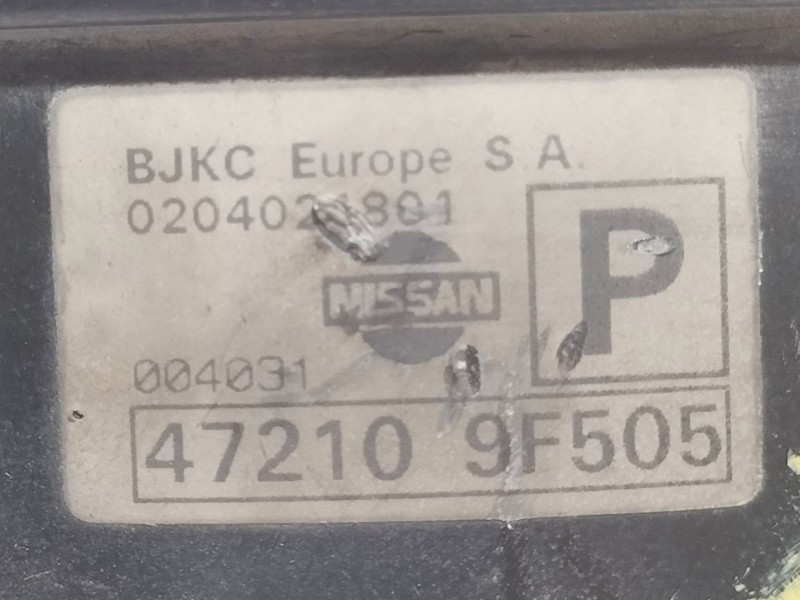 BJKC Europe S.A.
P
NISSAN
004031
47210 9F505